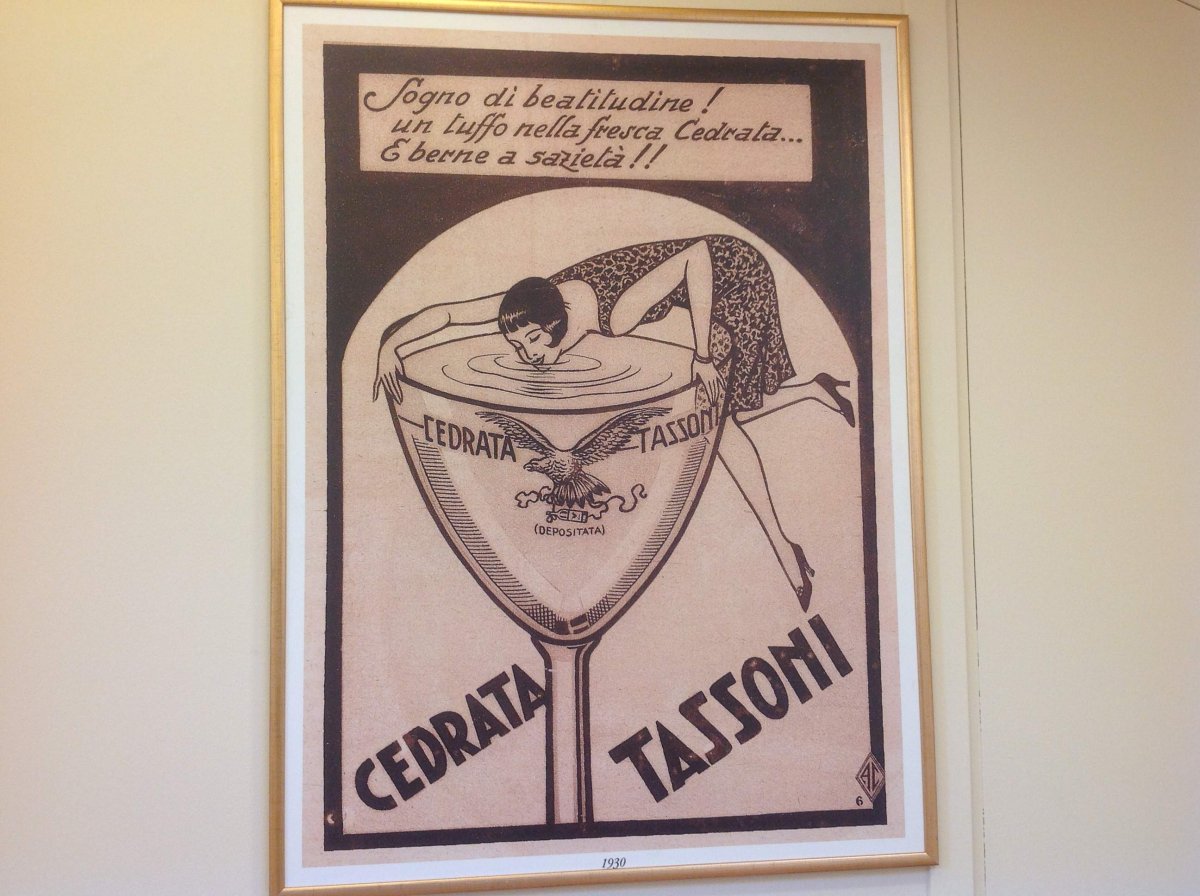 Sogno di beatitudine!
un tuffo nella fresca Cedrata...
E berne a sazietà!!
CEDRATA TASSONI
(DEPOSITATA)
CEDRATA TASSONI
6
1930